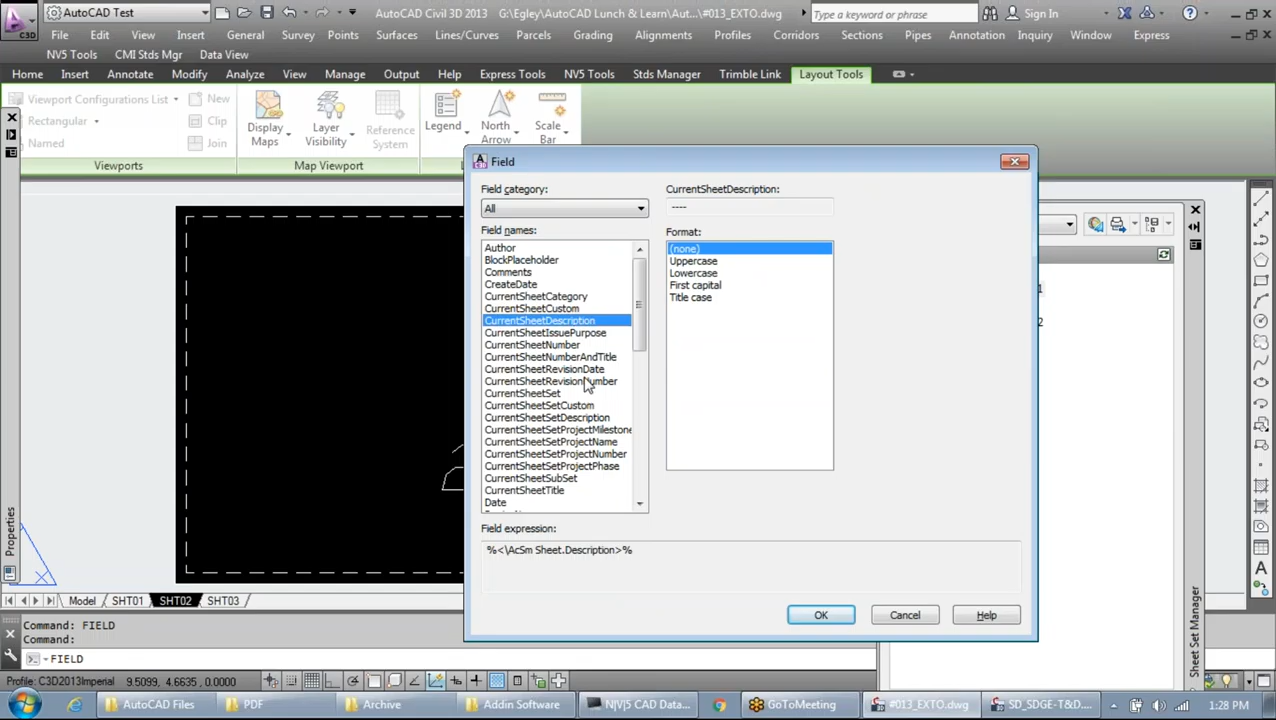 AutoCAD Test
AutoCAD Civil 3D 2013 G:\Egley\AutoCAD Lunch & Learn\Aut...\#013_EXTO.dwg
Type a keyword or phrase
Sign In
C3D
File Edit View Insert General Survey Points Surfaces Lines/Curves Parcels Grading Alignments Profiles Corridors Sections Pipes Annotation Inquiry Window Express
NV5 Tools CMI Stds Mgr Data View
Home Insert Annotate Modify Analyze View Manage Output Help Express Tools NV5 Tools Stds Manager Trimble Link Layout Tools
Viewport Configurations List New
Rectangular Clip
Named Join
Display Maps
Layer Visibility
Reference System
Legend
North Arrow
Scale Bar
Viewports
Map Viewport
Field
Field category:
All
Field names:
Author
BlockPlaceholder
Comments
CreateDate
CurrentSheetCategory
CurrentSheetCustom
CurrentSheetDescription
CurrentSheetIssuePurpose
CurrentSheetNumber
CurrentSheetNumberAndTitle
CurrentSheetRevisionDate
CurrentSheetRevisionNumber
CurrentSheetSet
CurrentSheetSetCustom
CurrentSheetSetDescription
CurrentSheetSetProjectMilestone
CurrentSheetSetProjectName
CurrentSheetSetProjectNumber
CurrentSheetSetProjectPhase
CurrentSheetSubSet
CurrentSheetTitle
Date
CurrentSheetDescription:
----
Format:
(none)
Uppercase
Lowercase
First capital
Title case
Field expression:
%<\AcSm Sheet.Description>%
OK Cancel Help
1
2
Properties
Sheet Set Manager
Model SHT01 SHT02 SHT03
Command: FIELD
Command:
FIELD
Profile: C3D2013Imperial 9.5099, 4.6635, 0.0000
AutoCAD Files PDF Archive Addin Software N|V|5 CAD Data... GoToMeeting #013_EXTO.dwg SD_SDGE-T&D.... 1:28 PM